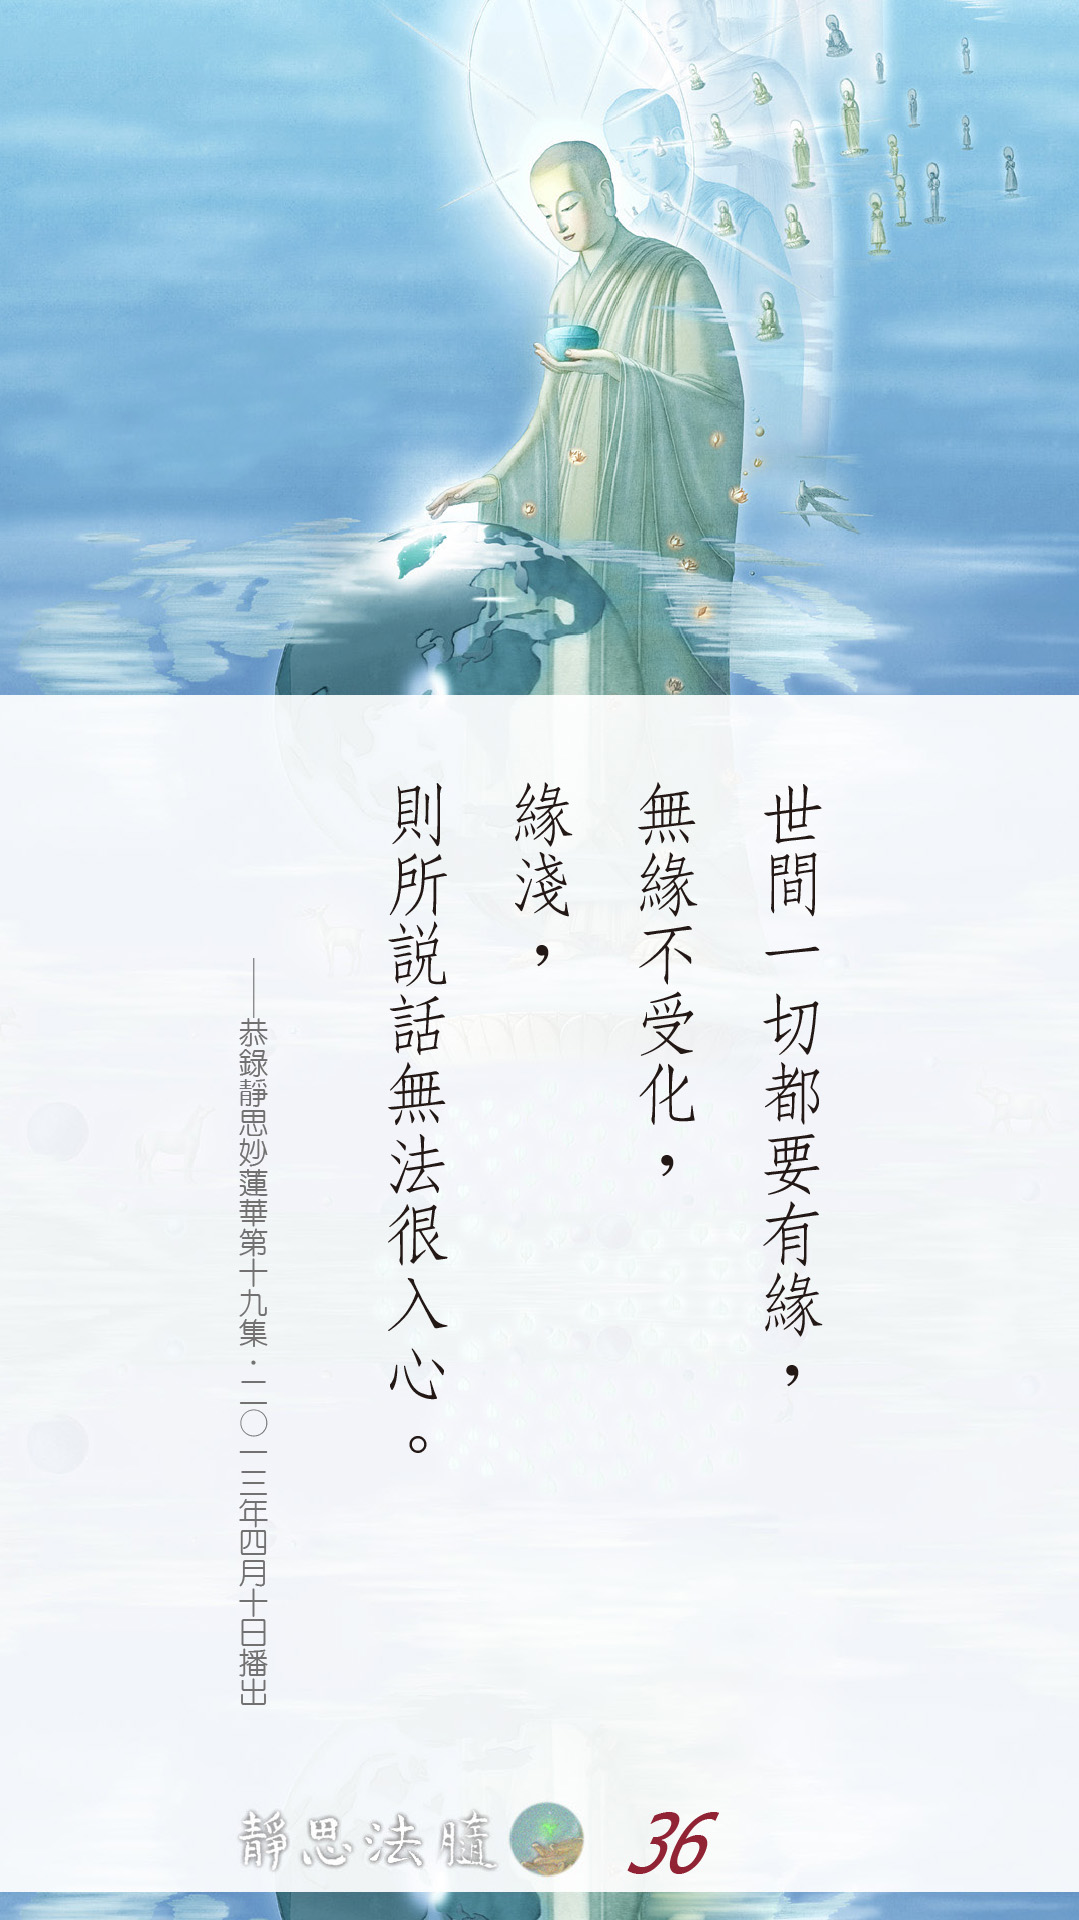 世間一切都要有緣，
無緣不受化，
緣淺，
則所説話無法很入心。
——恭錄靜思妙蓮華第十九集·二〇一三年四月十日播出
靜思法髓
36